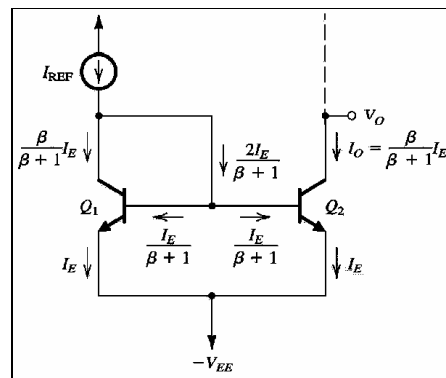 I_REF
V_O
β/(β + 1) I_E
2I_E/(β + 1)
I_O = β/(β + 1) I_E
Q_1
Q_2
I_E/(β + 1)
I_E/(β + 1)
I_E
I_E
−V_EE